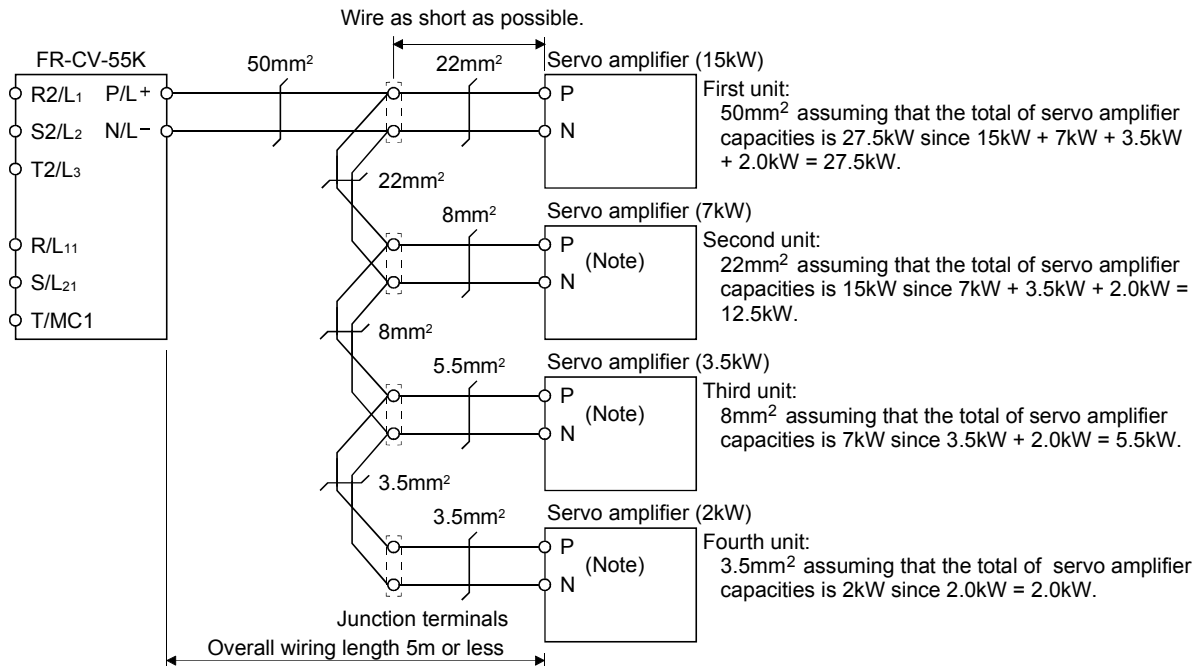 Wire as short as possible.
FR-CV-55K
50mm²
22mm²
Servo amplifier (15kW)
R2/L1 P/L+
S2/L2 N/L−
T2/L3
R/L11
S/L21
T/MC1
P
N
First unit:
50mm² assuming that the total of servo amplifier
capacities is 27.5kW since 15kW + 7kW + 3.5kW
+ 2.0kW = 27.5kW.
22mm²
8mm²
Servo amplifier (7kW)
P
(Note)
N
Second unit:
22mm² assuming that the total of servo amplifier
capacities is 15kW since 7kW + 3.5kW + 2.0kW =
12.5kW.
8mm²
5.5mm²
Servo amplifier (3.5kW)
P
(Note)
N
Third unit:
8mm² assuming that the total of servo amplifier
capacities is 7kW since 3.5kW + 2.0kW = 5.5kW.
3.5mm²
3.5mm²
Servo amplifier (2kW)
P
(Note)
N
Fourth unit:
3.5mm² assuming that the total of servo amplifier
capacities is 2kW since 2.0kW = 2.0kW.
Junction terminals
Overall wiring length 5m or less